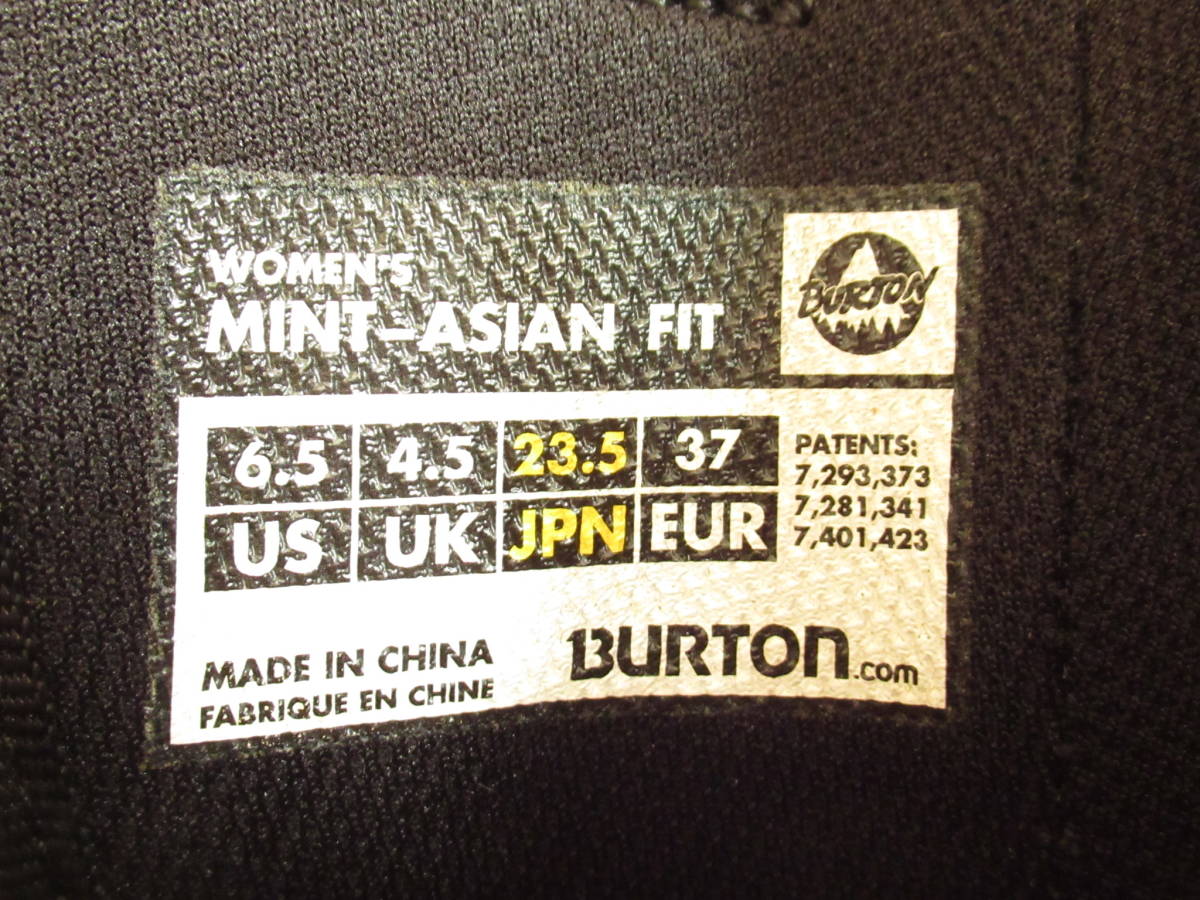 WOMEN'S
MINT-ASIAN FIT
BURTON
6.5 4.5 23.5 37
US UK JPN EUR
PATENTS:
7,293,373
7,281,341
7,401,423
MADE IN CHINA
FABRIQUE EN CHINE
BURTON.com